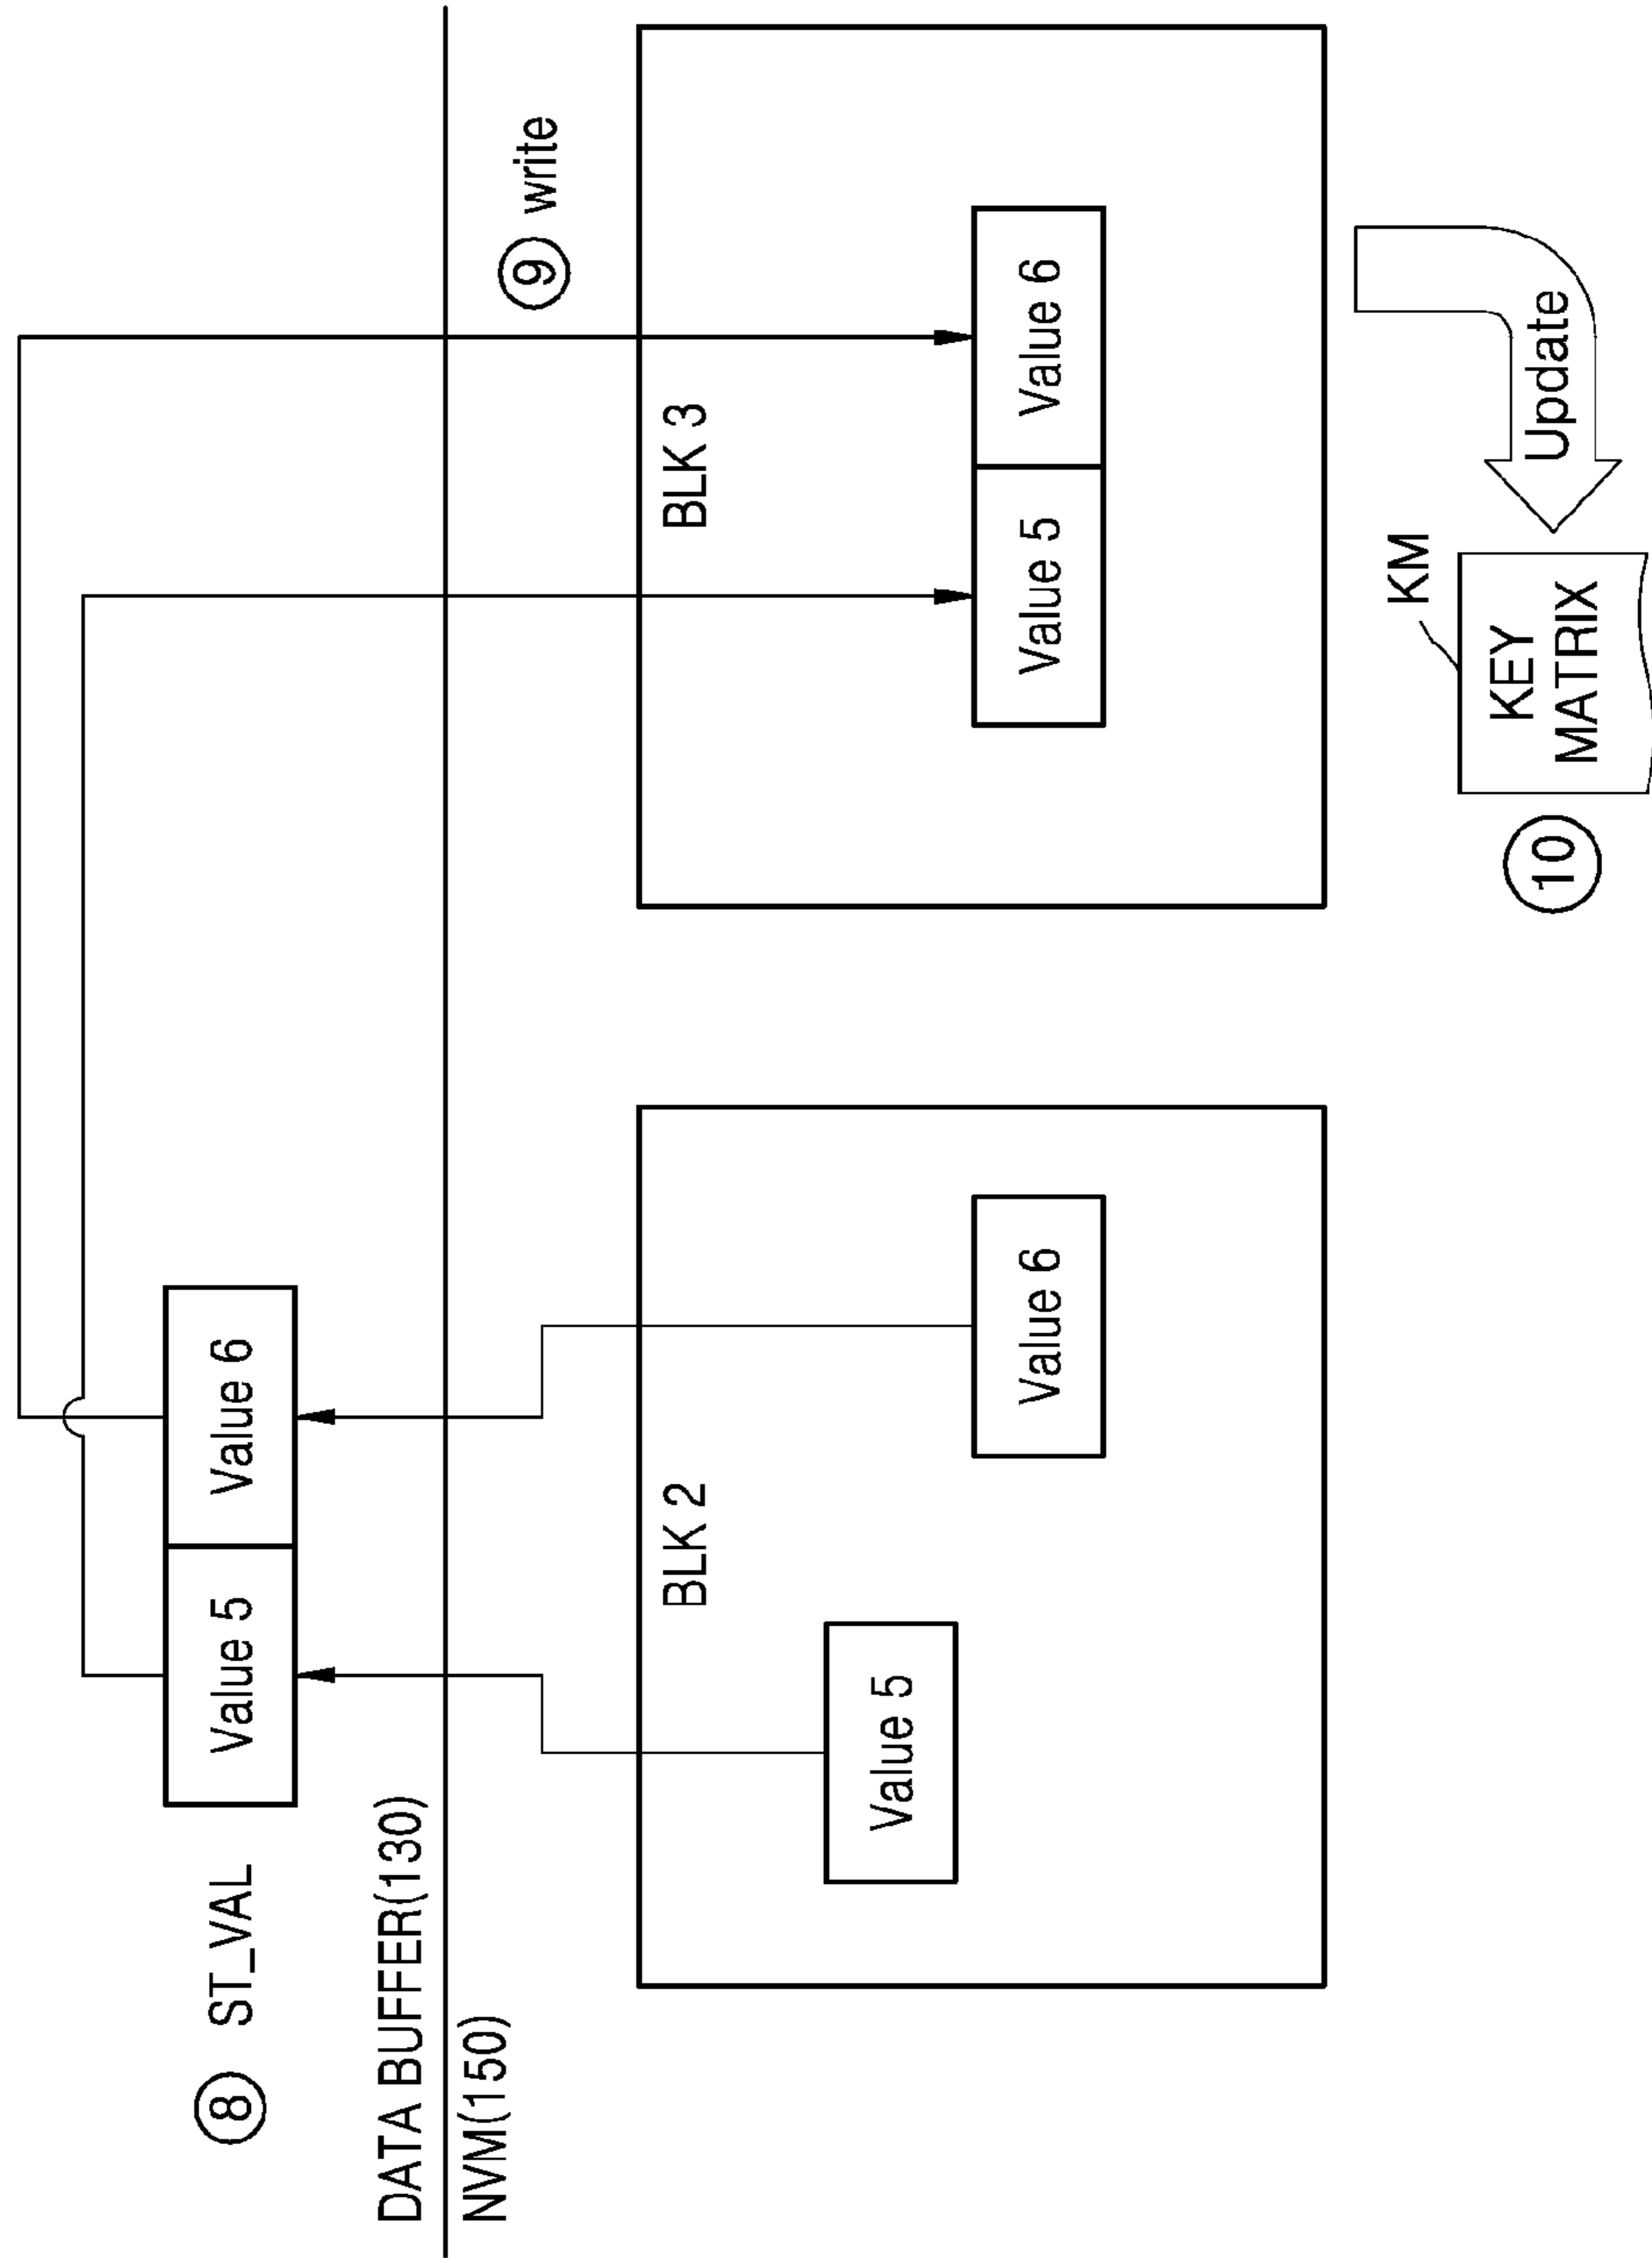 ⑧ ST_VAL
Value 5
Value 6
DATA BUFFER(130)
NVM(150)
⑨ write
BLK 2
Value 5
Value 6
BLK 3
Value 5
Value 6
KM
⑩
KEY
MATRIX
Update